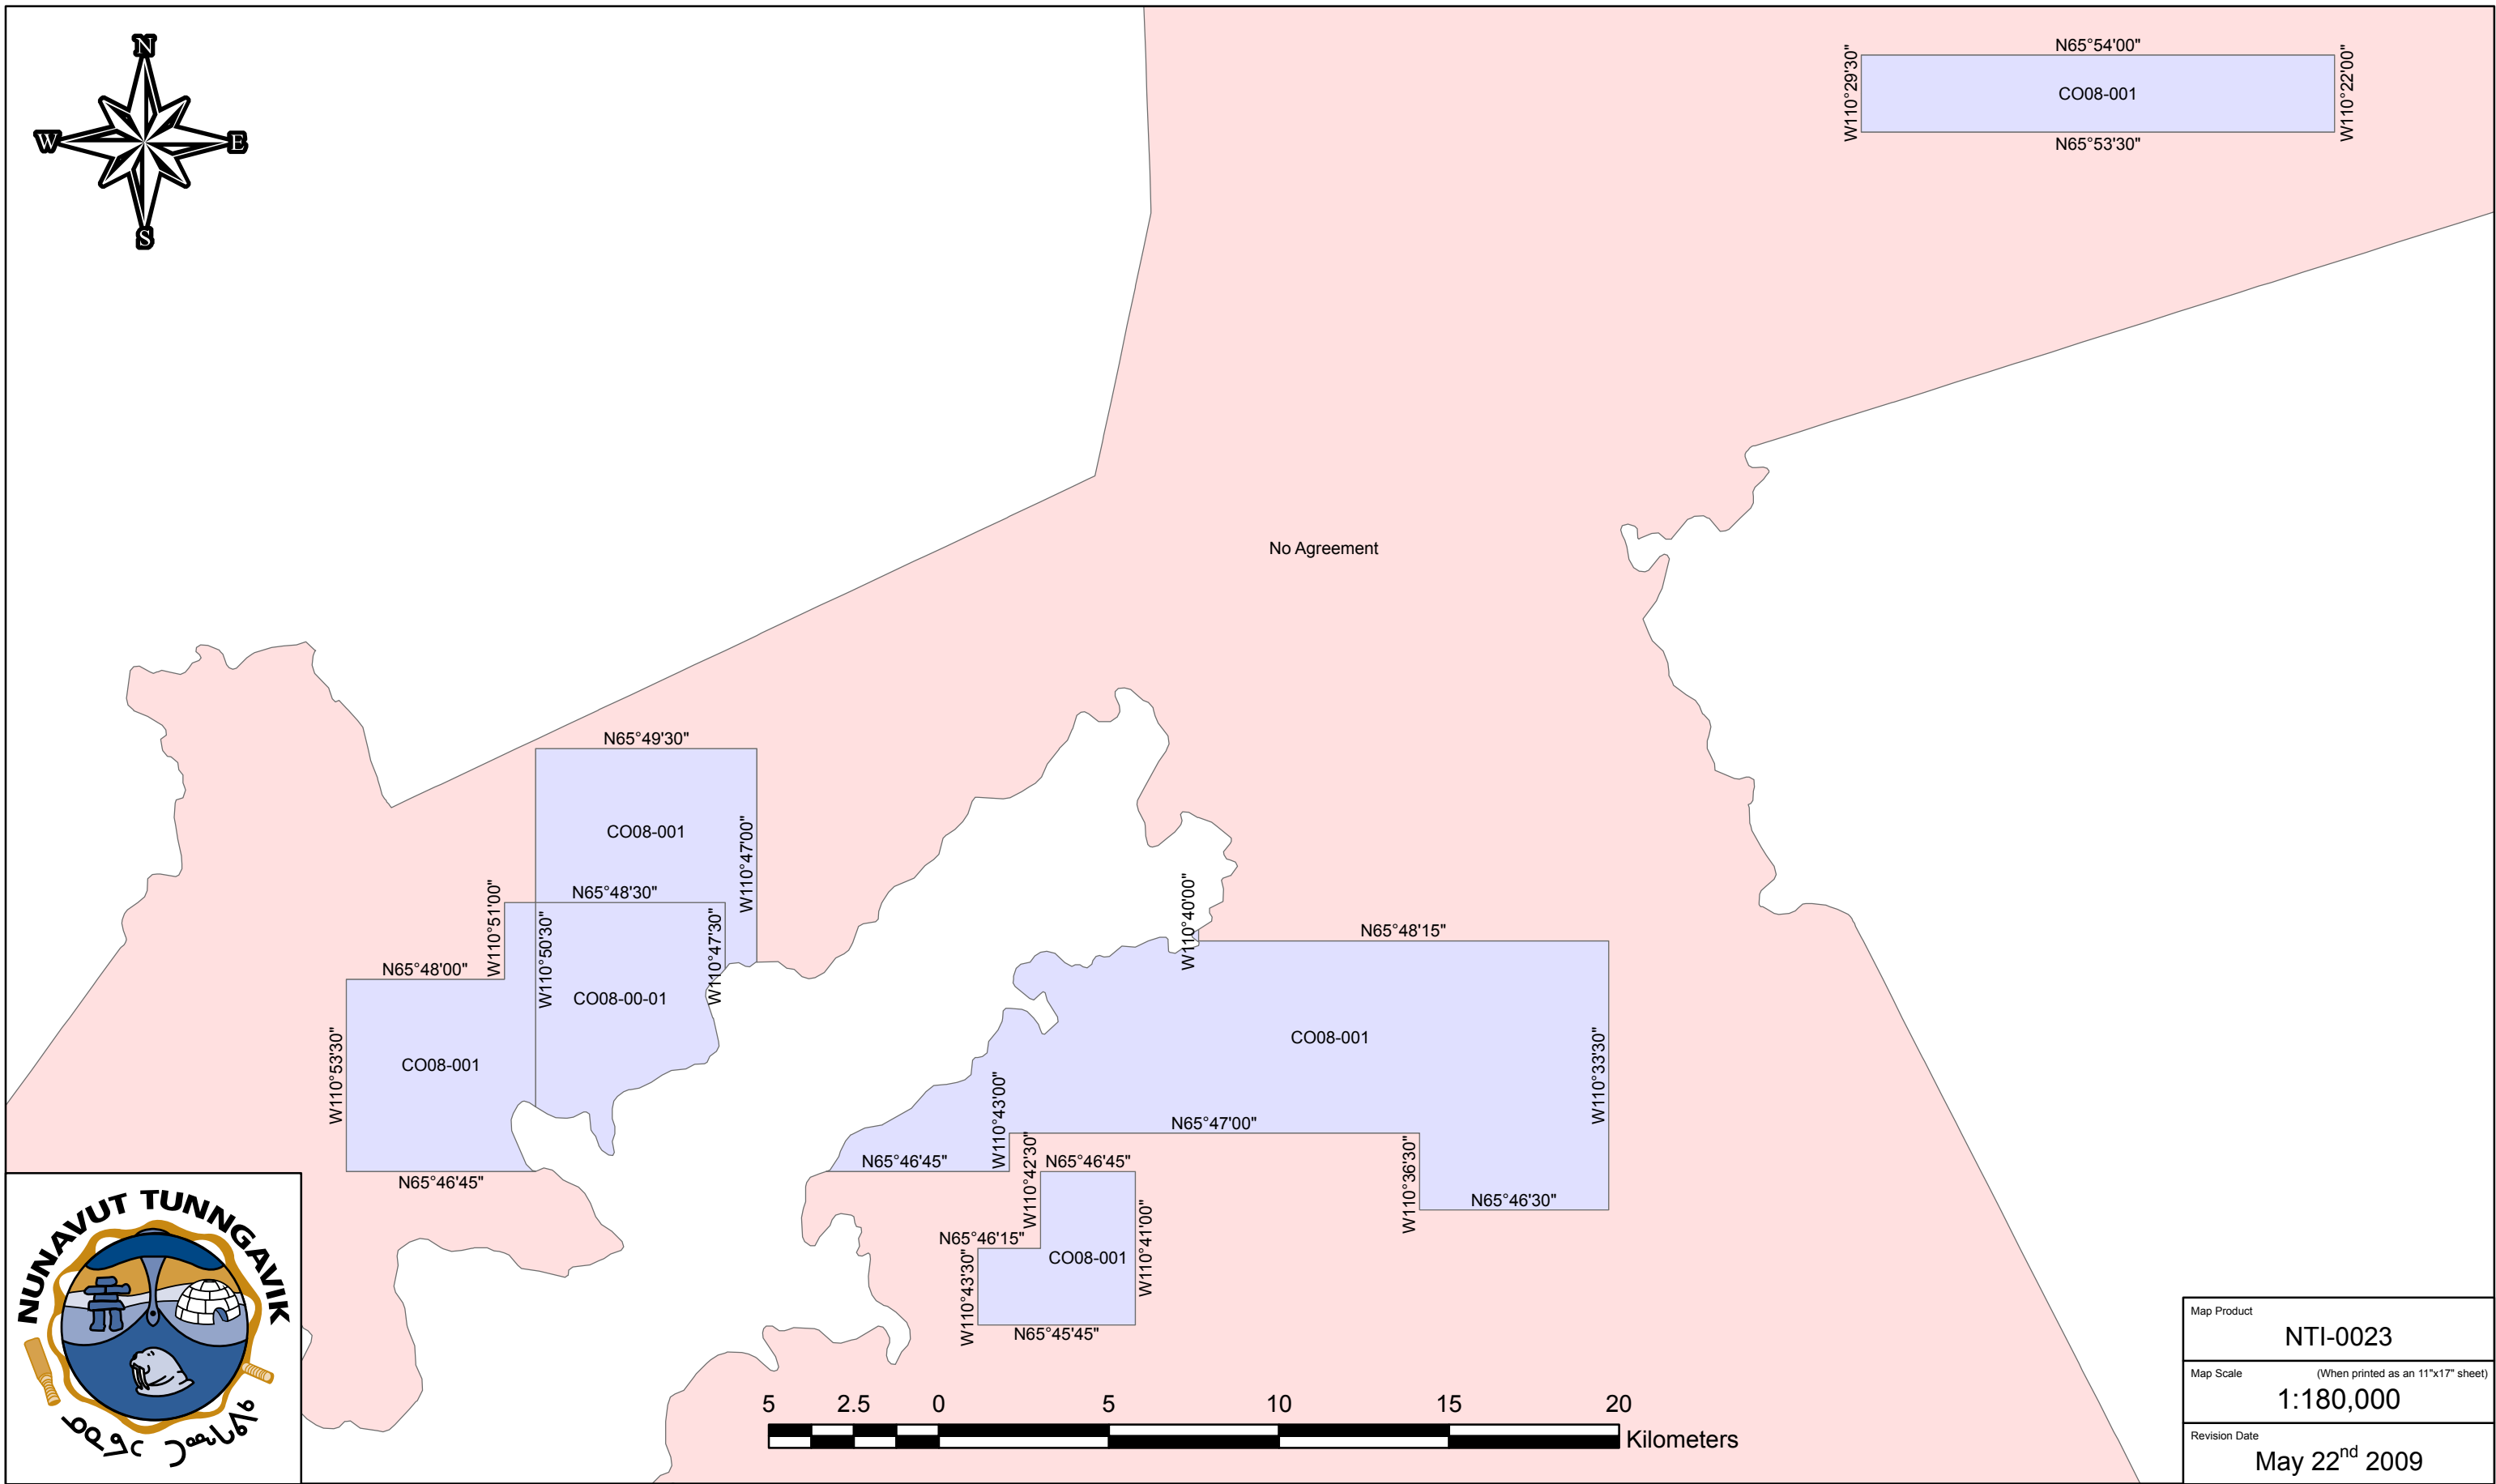 N
W
E
S
N65°54'00"
W110°29'30"
CO08-001
W110°22'00"
N65°53'30"
No Agreement
N65°49'30"
CO08-001
W110°47'00"
W110°51'00"
N65°48'30"
W110°50'30"
W110°47'30"
N65°48'00"
CO08-00-01
W110°53'30"
CO08-001
N65°46'45"
W110°40'00"
N65°48'15"
CO08-001
W110°33'30"
W110°43'00"
N65°47'00"
N65°46'45"
W110°42'30"
N65°46'45"
W110°36'30"
N65°46'30"
N65°46'15"
W110°43'30"
CO08-001
W110°41'00"
N65°45'45"
NUNAVUT TUNNGAVIK
5 2.5 0 5 10 15 20
Kilometers
Map Product
NTI-0023
Map Scale (When printed as an 11"x17" sheet)
1:180,000
Revision Date
May 22nd 2009